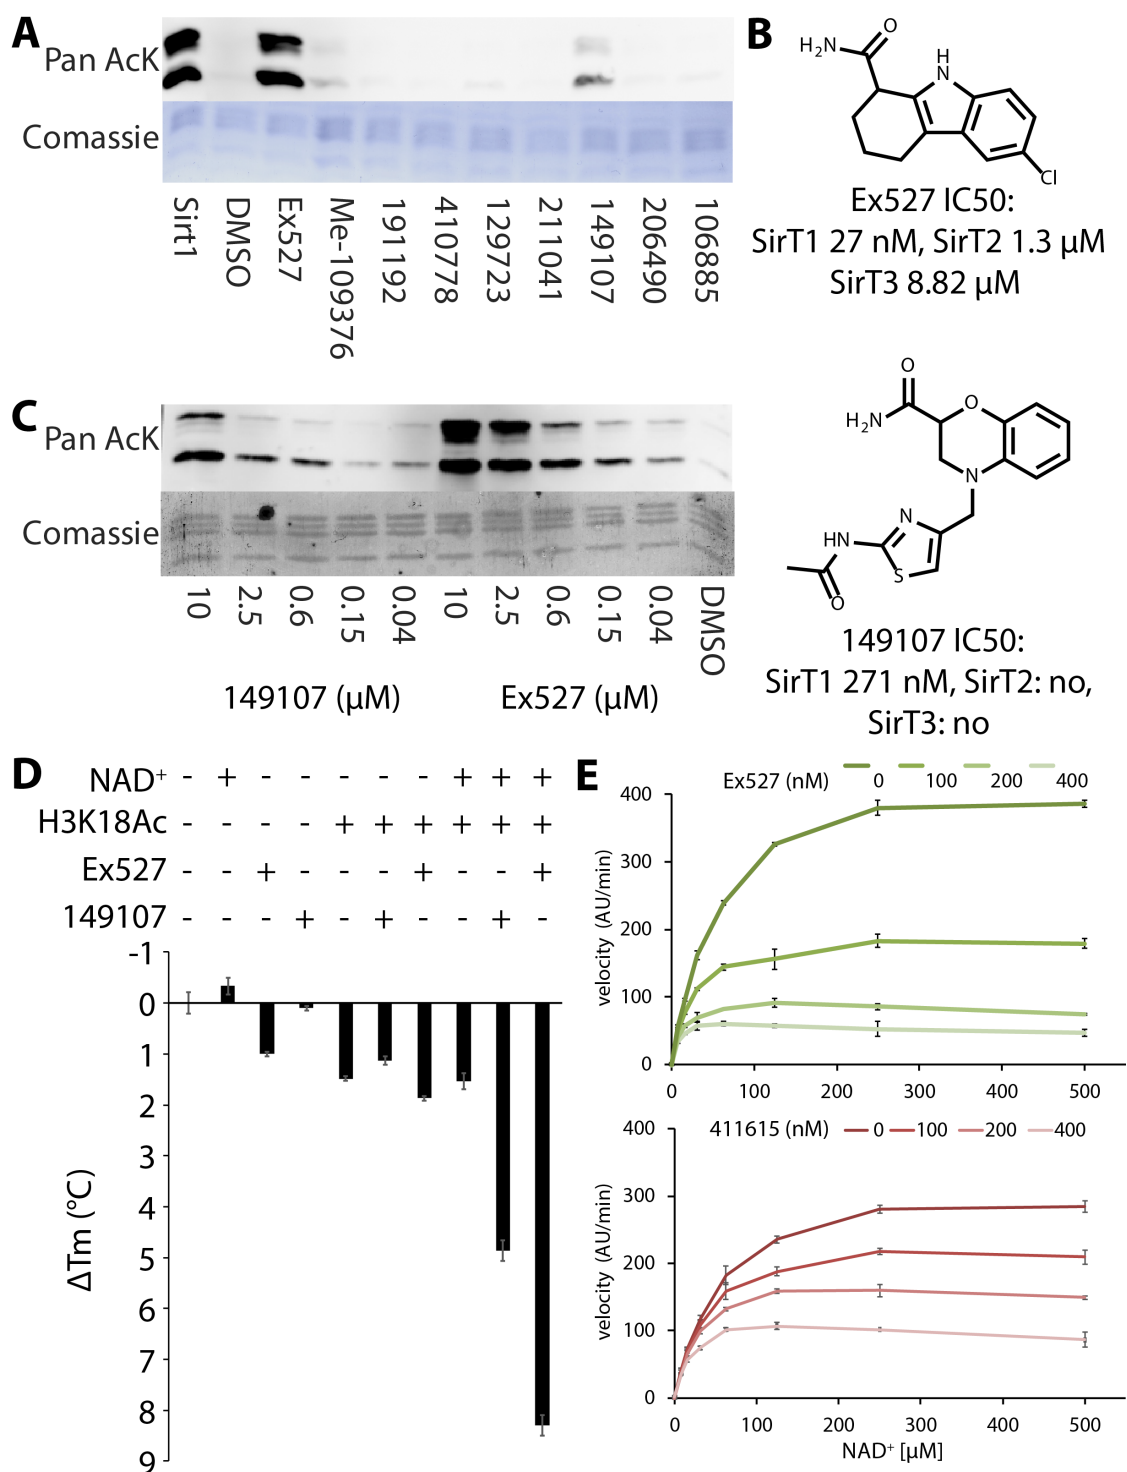 A
Pan AcK
Comassie
Sirt1
DMSO
Ex527
Me-109376
191192
410778
129723
211041
149107
206490
106885
B
O
H2N
H
N
Cl
Ex527 IC50:
SirT1 27 nM, SirT2 1.3 µM
SirT3 8.82 µM
O
H2N
O
N
N
HN
S
O
149107 IC50:
SirT1 271 nM, SirT2: no,
SirT3: no
C
Pan AcK
Comassie
10
2.5
0.6
0.15
0.04
10
2.5
0.6
0.15
0.04
DMSO
149107 (µM)
Ex527 (µM)
D
NAD+ - + - - - - - + + +
H3K18Ac - - - - + + + + + +
Ex527 - - + - - - + - - +
149107 - - - + - + - - + -
-1
0
1
2
3
4
5
6
7
8
9
ΔTm (°C)
E
Ex527 (nM) 0 100 200 400
400
300
200
100
0
velocity (AU/min)
0 100 200 300 400 500
411615 (nM) 0 100 200 400
400
300
200
100
0
velocity (AU/min)
0 100 200 300 400 500
NAD+ [µM]